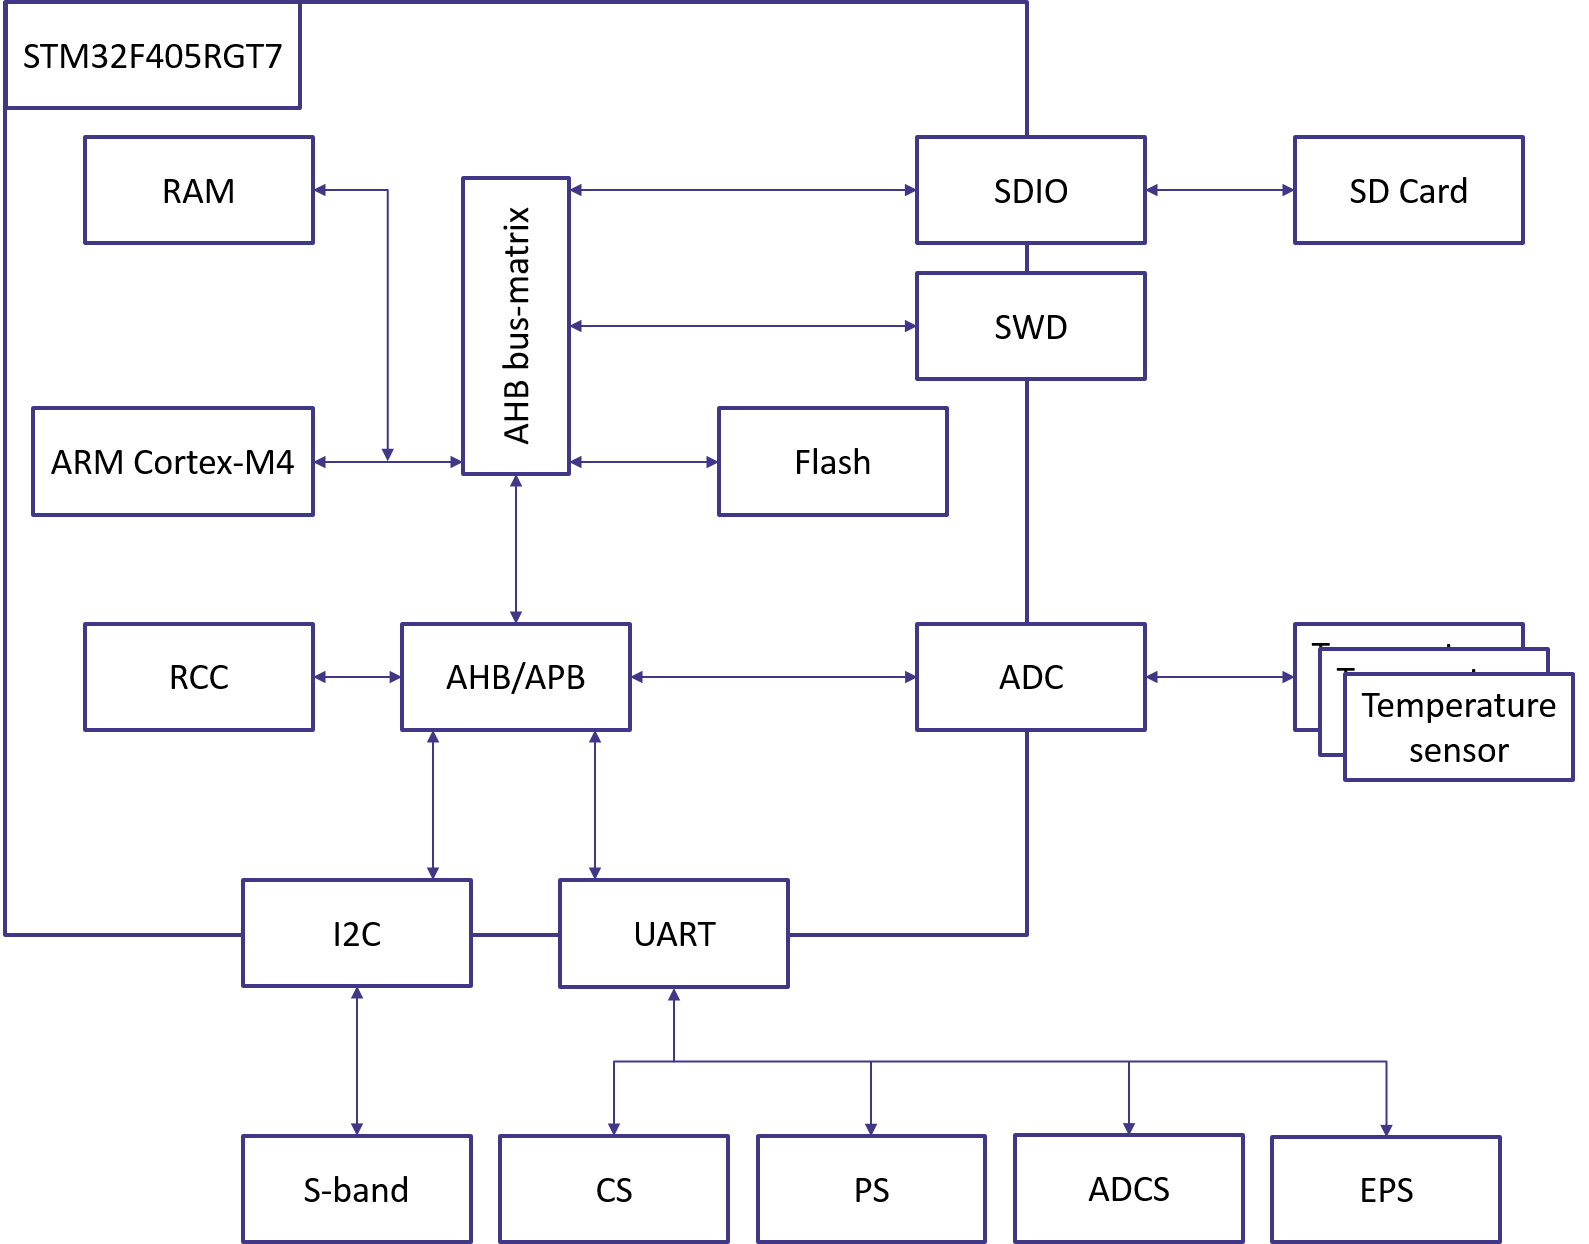 STM32F405RGT7
RAM
AHB bus-matrix
SDIO
SD Card
SWD
ARM Cortex-M4
Flash
RCC
AHB/APB
ADC
Temperature
sensor
I2C
UART
S-band
CS
PS
ADCS
EPS